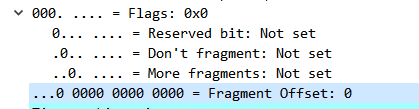 000. .... = Flags: 0x0
0... .... = Reserved bit: Not set
.0.. .... = Don't fragment: Not set
..0. .... = More fragments: Not set
...0 0000 0000 0000 = Fragment Offset: 0